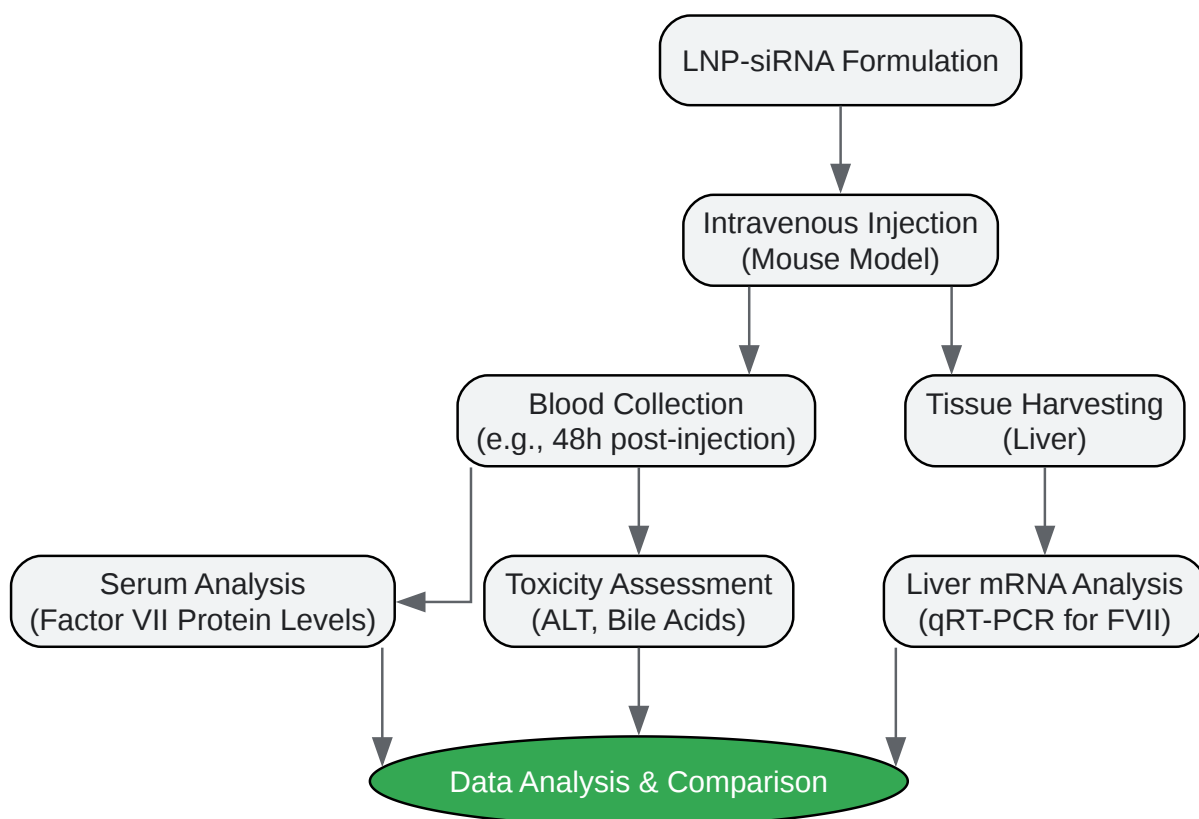 LNP-siRNA Formulation
Intravenous Injection
(Mouse Model)
Blood Collection
(e.g., 48h post-injection)
Tissue Harvesting
(Liver)
Serum Analysis
(Factor VII Protein Levels)
Toxicity Assessment
(ALT, Bile Acids)
Liver mRNA Analysis
(qRT-PCR for FVII)
Data Analysis & Comparison